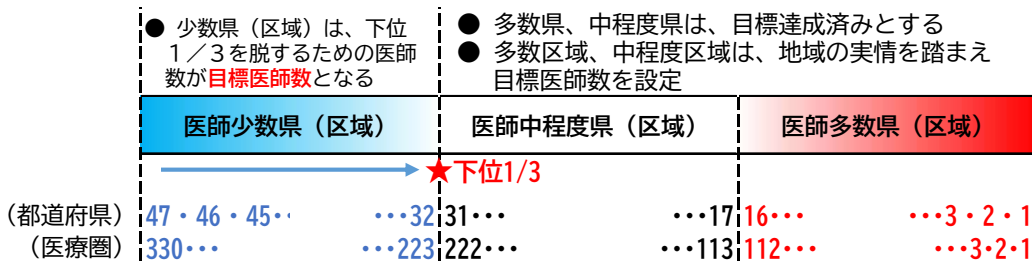 ● 少数県（区域）は、下位
１／３を脱するための医師
数が目標医師数となる
● 多数県、中程度県は、目標達成済みとする
● 多数区域、中程度区域は、地域の実情を踏まえ
目標医師数を設定
医師少数県（区域） 医師中程度県（区域） 医師多数県（区域）
★下位1/3
（都道府県） 47・46・45・・ ・・・32 31・・・ ・・・17 16・・・ ・・・3・2・1
（医療圏） 330・・・ ・・・223 222・・・ ・・・113 112・・・ ・・・3・2・1